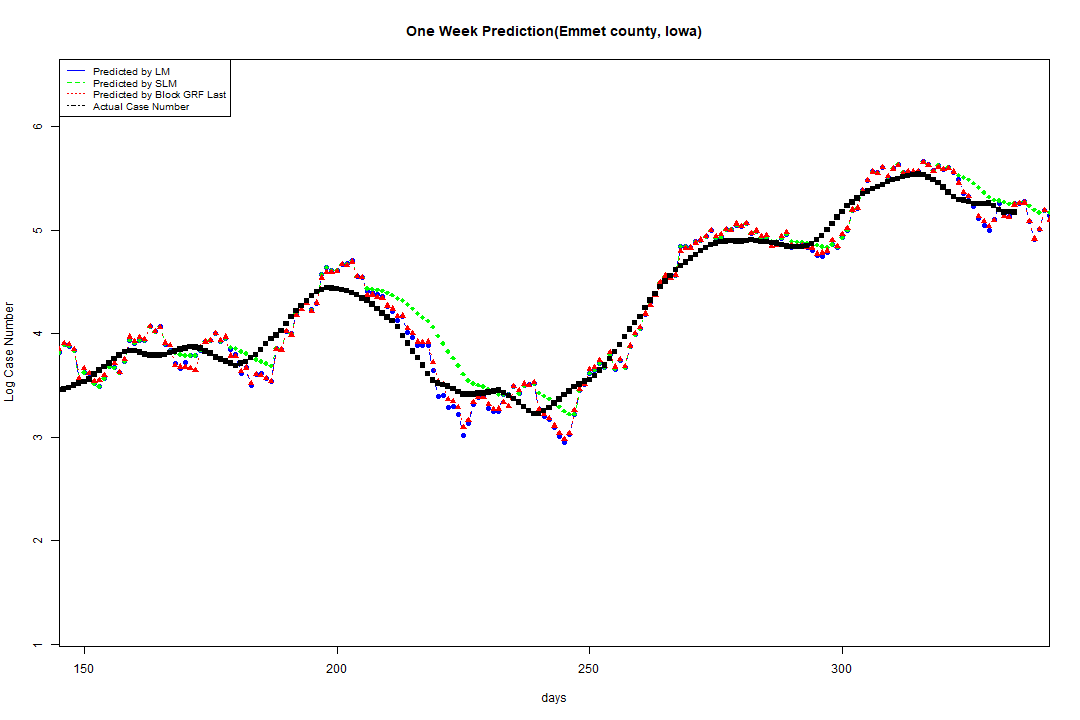 One Week Prediction(Emmet county, Iowa)
Predicted by LM
Predicted by SLM
Predicted by Block GRF Last
Actual Case Number
6
5
4
3
2
1
Log Case Number
150 200 250 300
days